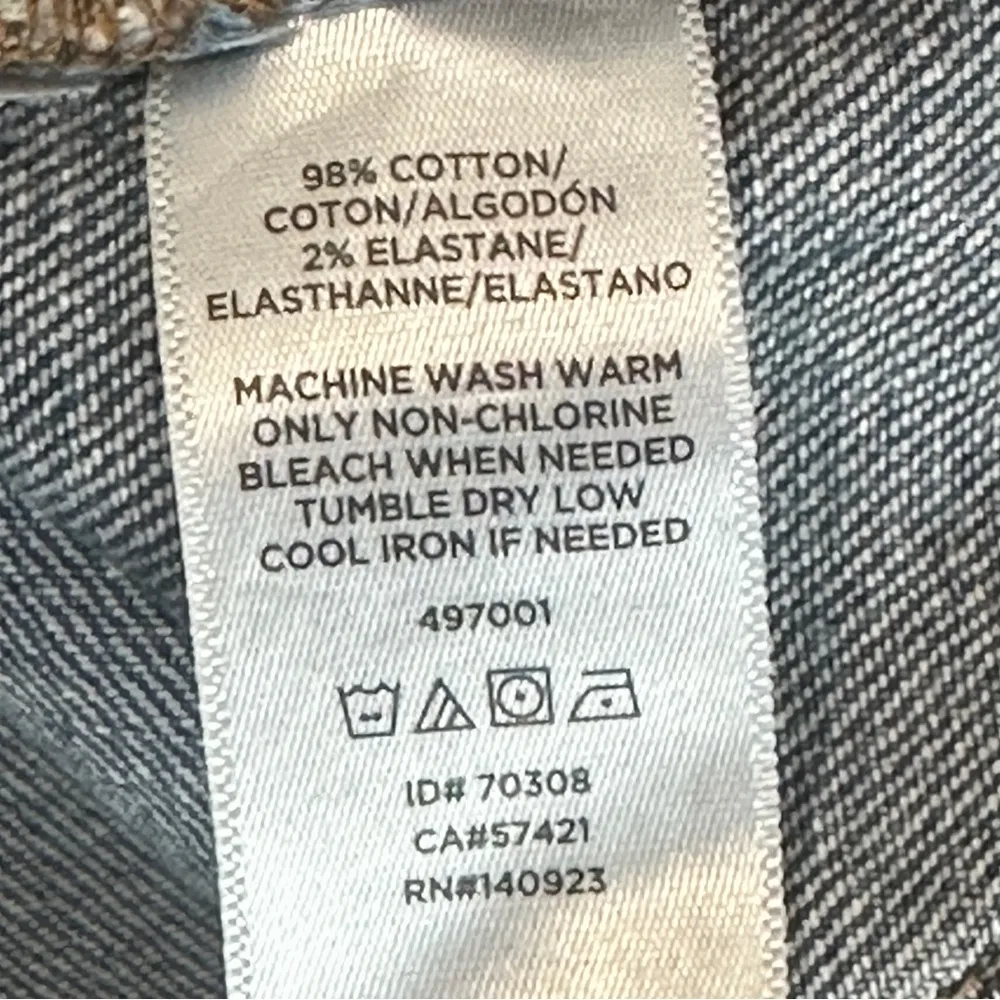 98% COTTON/
COTON/ALGODÓN
2% ELASTANE/
ELASTHANNE/ELASTANO
MACHINE WASH WARM
ONLY NON-CHLORINE
BLEACH WHEN NEEDED
TUMBLE DRY LOW
COOL IRON IF NEEDED
497001
ID# 70308
CA#57421
RN#140923